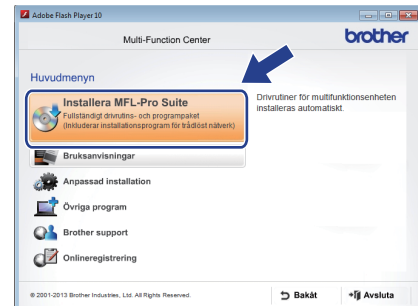 Adobe Flash Player 10
Multi-Function Center
brother
Huvudmenyn
Installera MFL-Pro Suite
Fullständigt drivrutins- och programpaket
(Inkluderar installationsprogram för trådlöst nätverk)
Drivrutiner för multifunktionsenheten
installeras automatiskt.
Bruksanvisningar
Anpassad installation
Övriga program
Brother support
Onlineregistrering
© 2001-2013 Brother Industries, Ltd. All Rights Reserved.
Bakåt
Avsluta